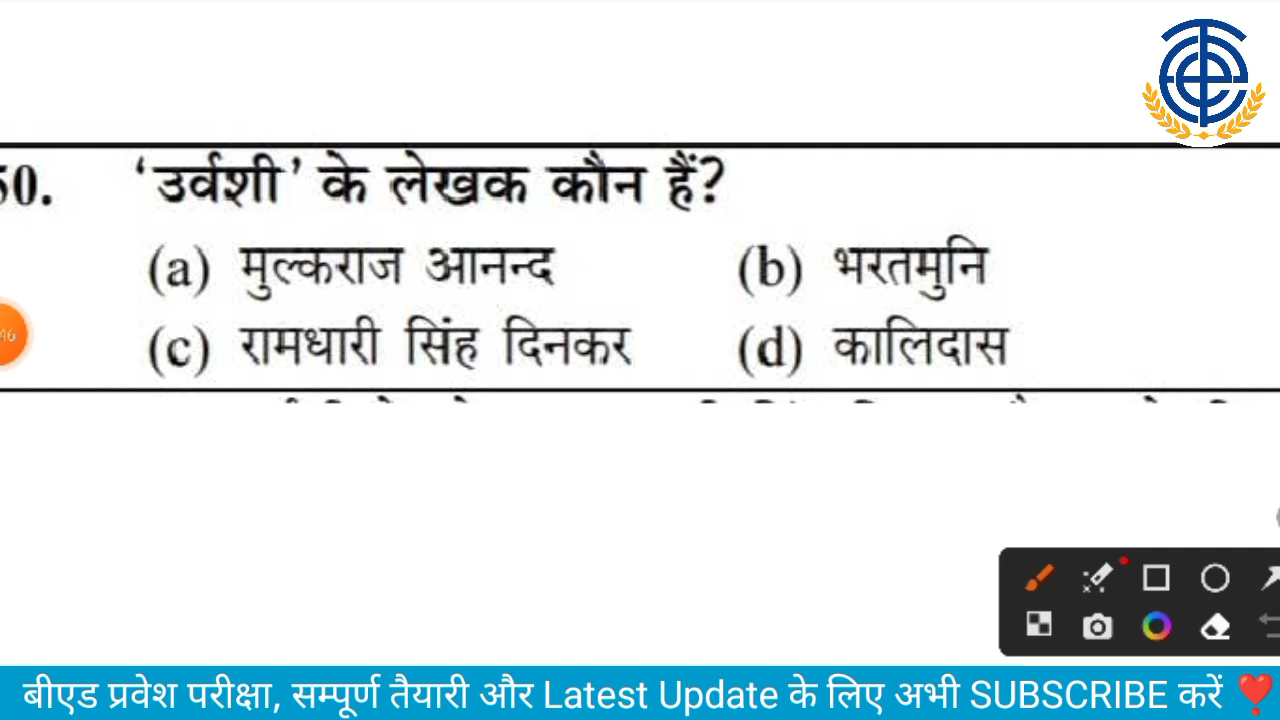 50. 'उर्वशी' के लेखक कौन हैं?
(a) मुल्कराज आनन्द (b) भरतमुनि
(c) रामधारी सिंह दिनकर (d) कालिदास
46
बीएड प्रवेश परीक्षा, सम्पूर्ण तैयारी और Latest Update के लिए अभी SUBSCRIBE करें